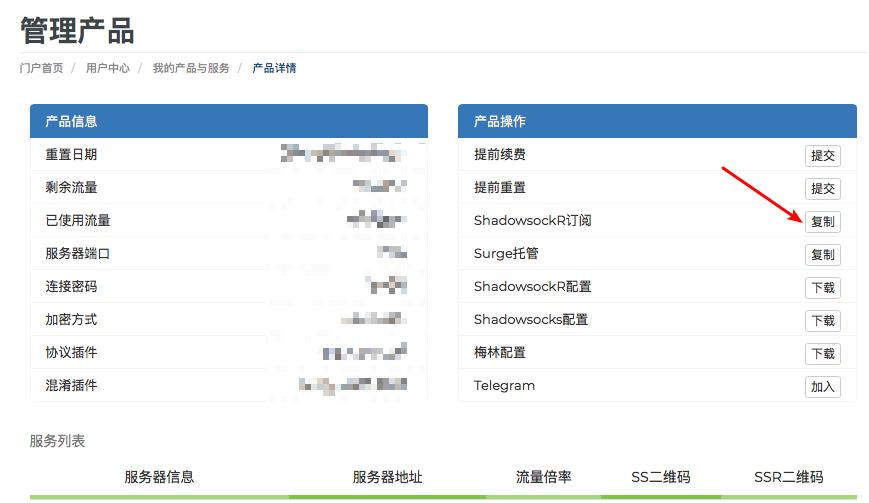 管理产品
门户首页 / 用户中心 / 我的产品与服务 / 产品详情
产品信息
重置日期
剩余流量
已使用流量
服务器端口
连接密码
加密方式
协议插件
混淆插件
产品操作
提前续费 提交
提前重置 提交
ShadowsockR订阅 复制
Surge托管 复制
ShadowsockR配置 下载
Shadowsocks配置 下载
梅林配置 下载
Telegram 加入
服务列表
服务器信息 服务器地址 流量倍率 SS二维码 SSR二维码